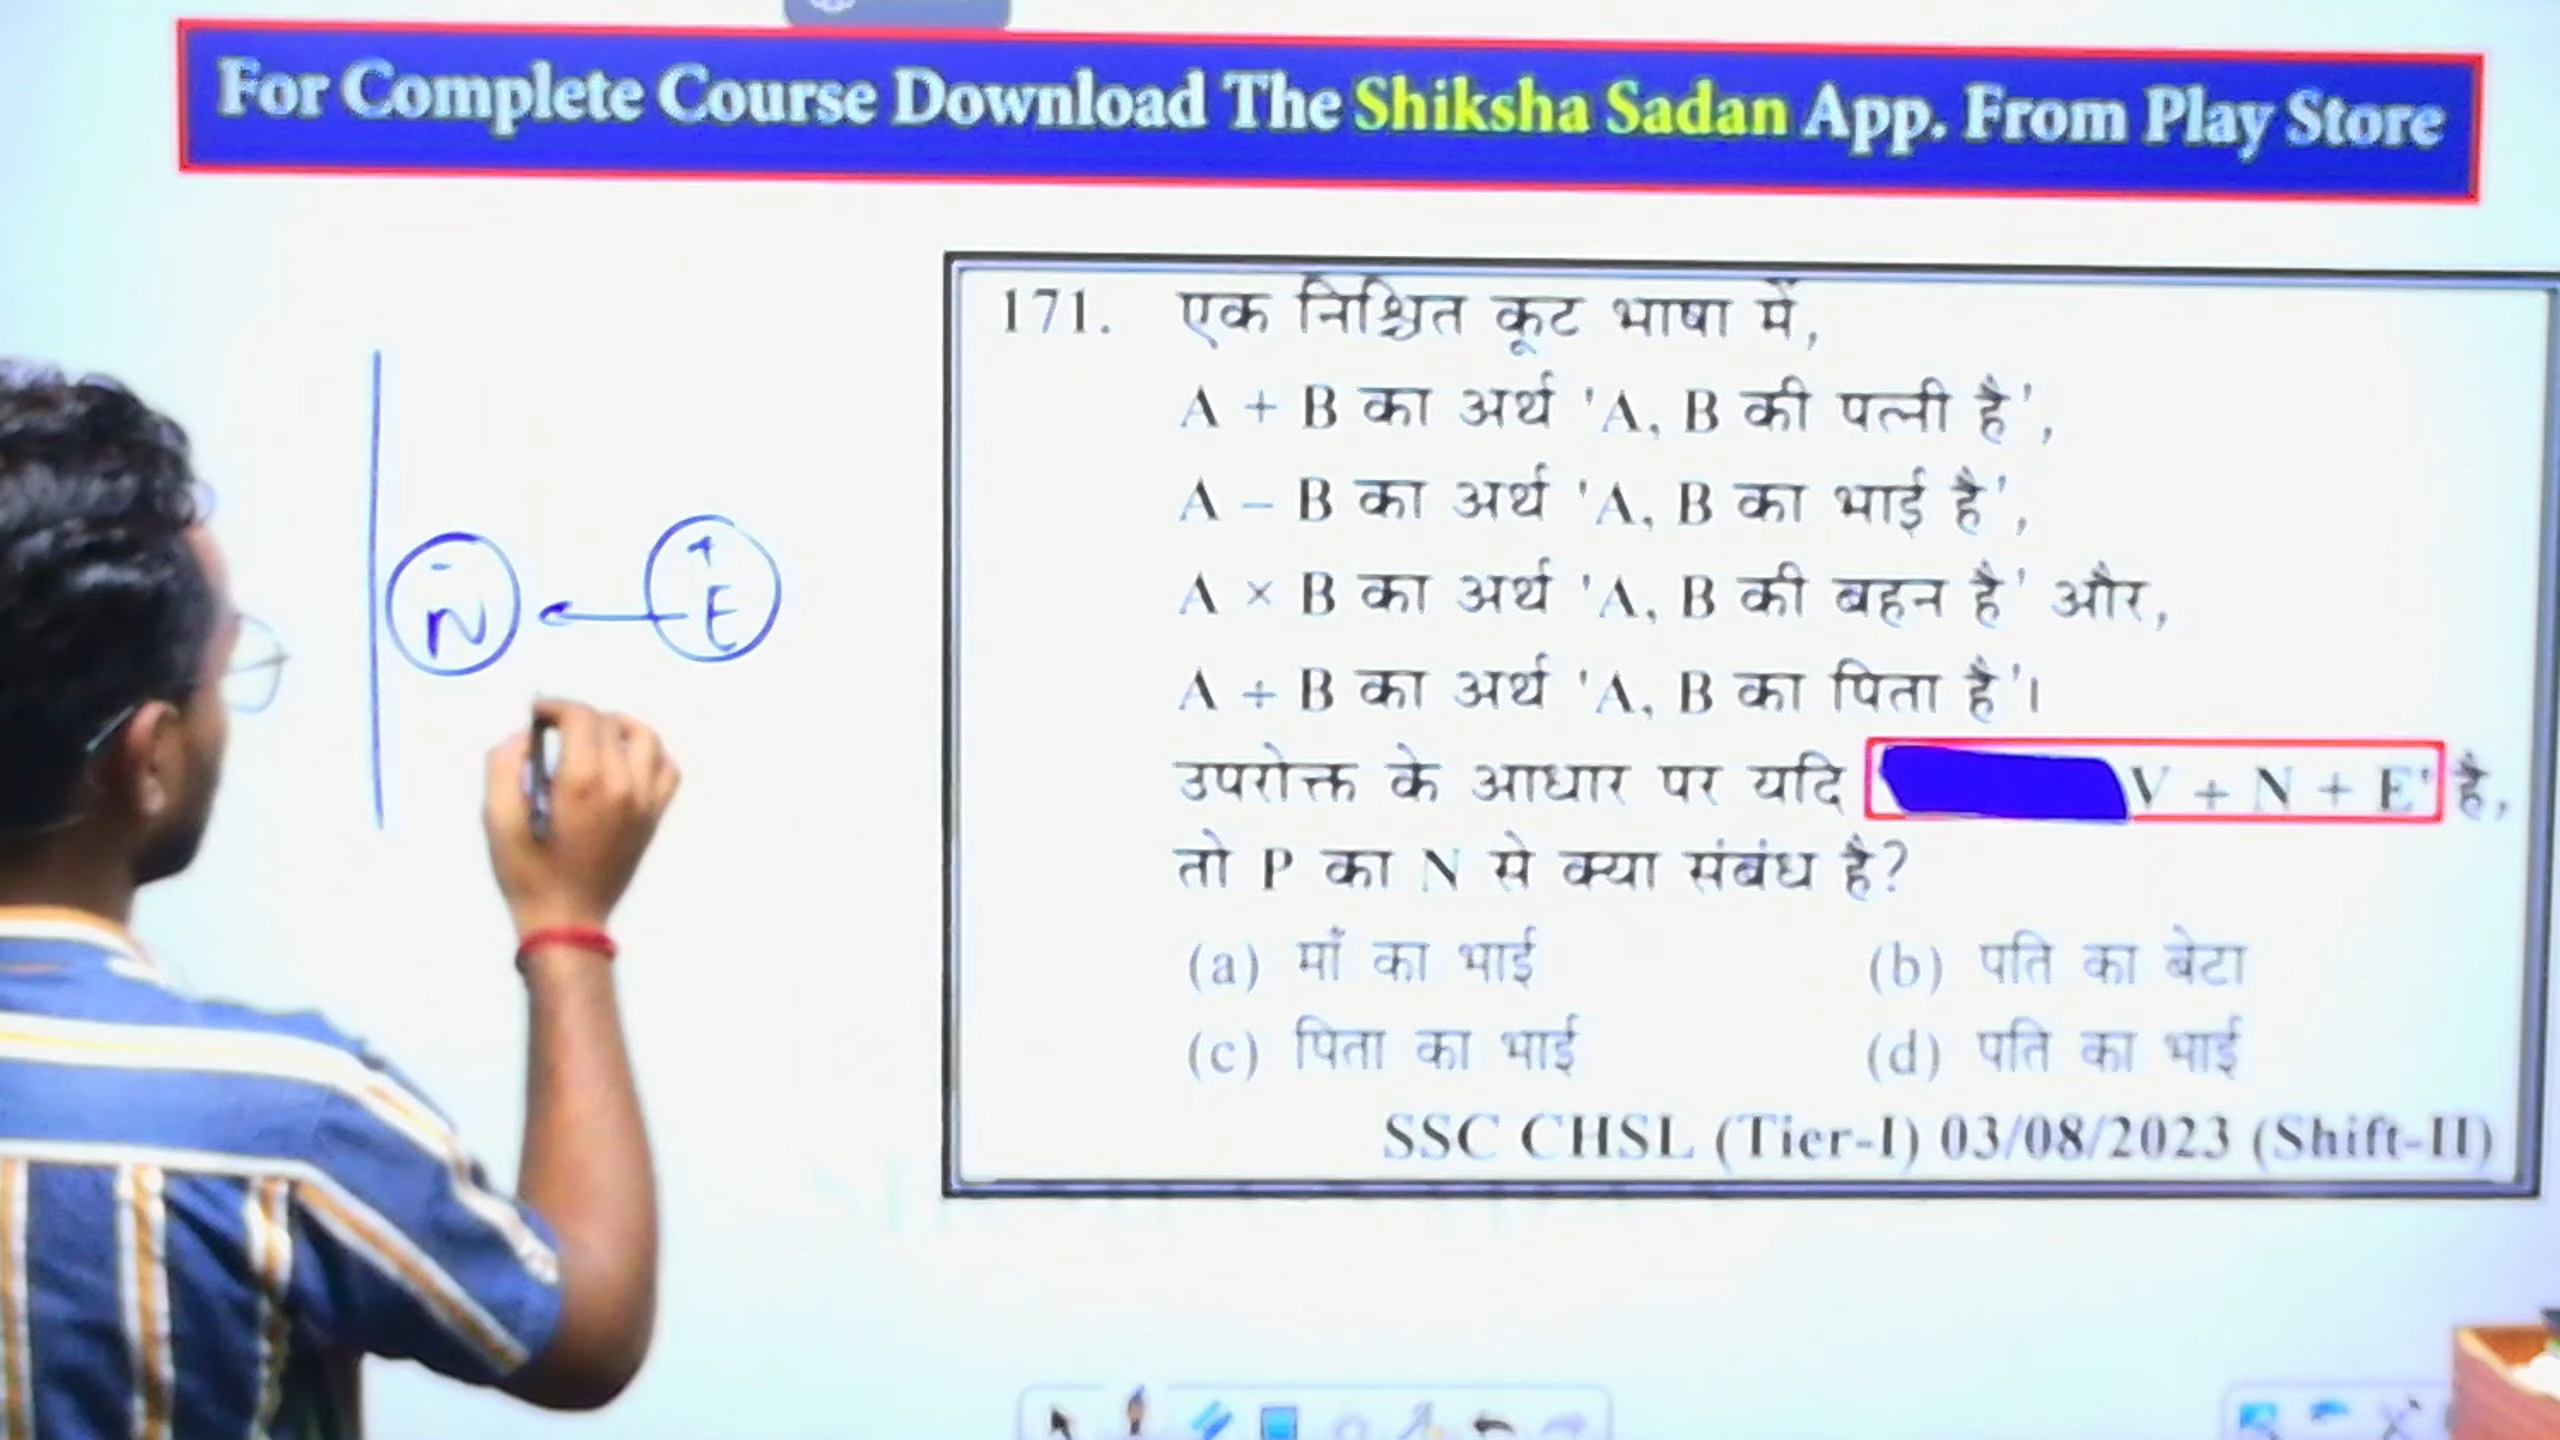 For Complete Course Download The Shiksha Sadan App. From Play Store
171. एक निश्चित कूट भाषा में,
A + B का अर्थ 'A, B की पत्नी है',
A – B का अर्थ 'A, B का भाई है',
A × B का अर्थ 'A, B की बहन है' और,
A ÷ B का अर्थ 'A, B का पिता है'।
उपरोक्त के आधार पर यदि V + N + E' है,
तो P का N से क्या संबंध है?
(a) माँ का भाई (b) पति का बेटा
(c) पिता का भाई (d) पति का भाई
SSC CHSL (Tier-I) 03/08/2023 (Shift-II)
- +
N E